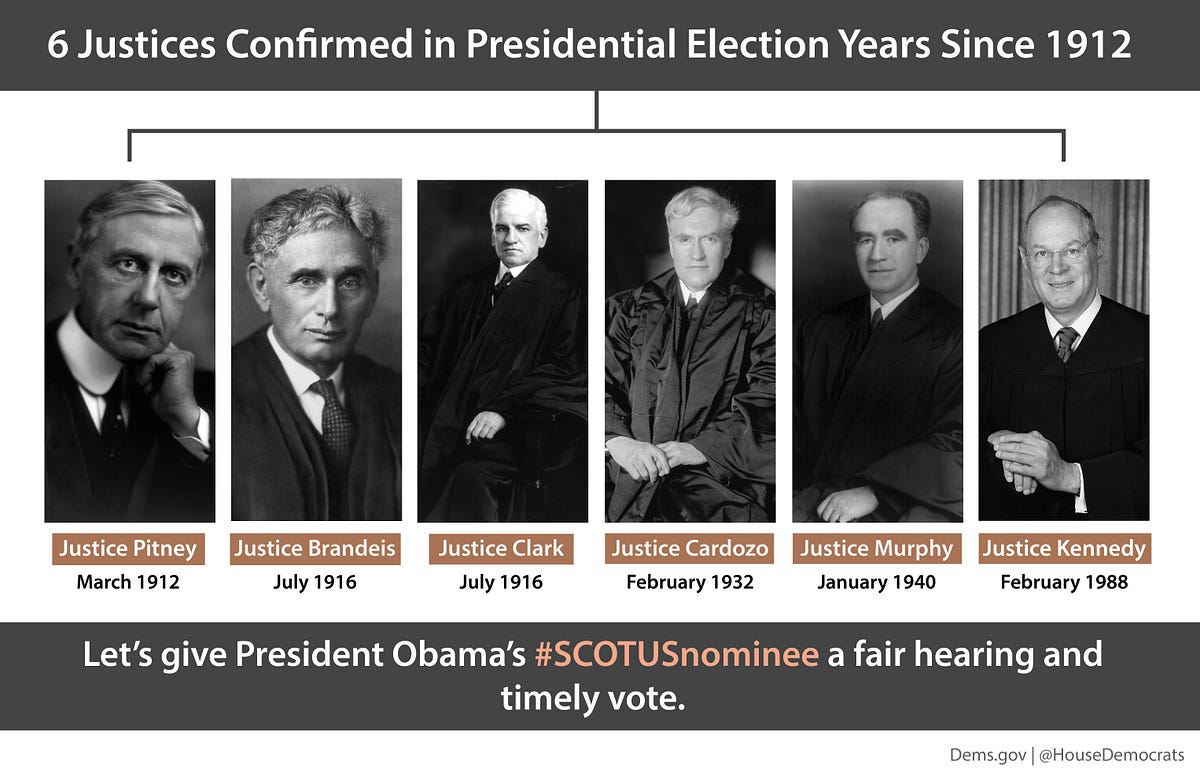 6 Justices Confirmed in Presidential Election Years Since 1912
Justice Pitney
March 1912
Justice Brandeis
July 1916
Justice Clark
July 1916
Justice Cardozo
February 1932
Justice Murphy
January 1940
Justice Kennedy
February 1988
Let’s give President Obama’s #SCOTUSnominee a fair hearing and
timely vote.
Dems.gov | @HouseDemocrats